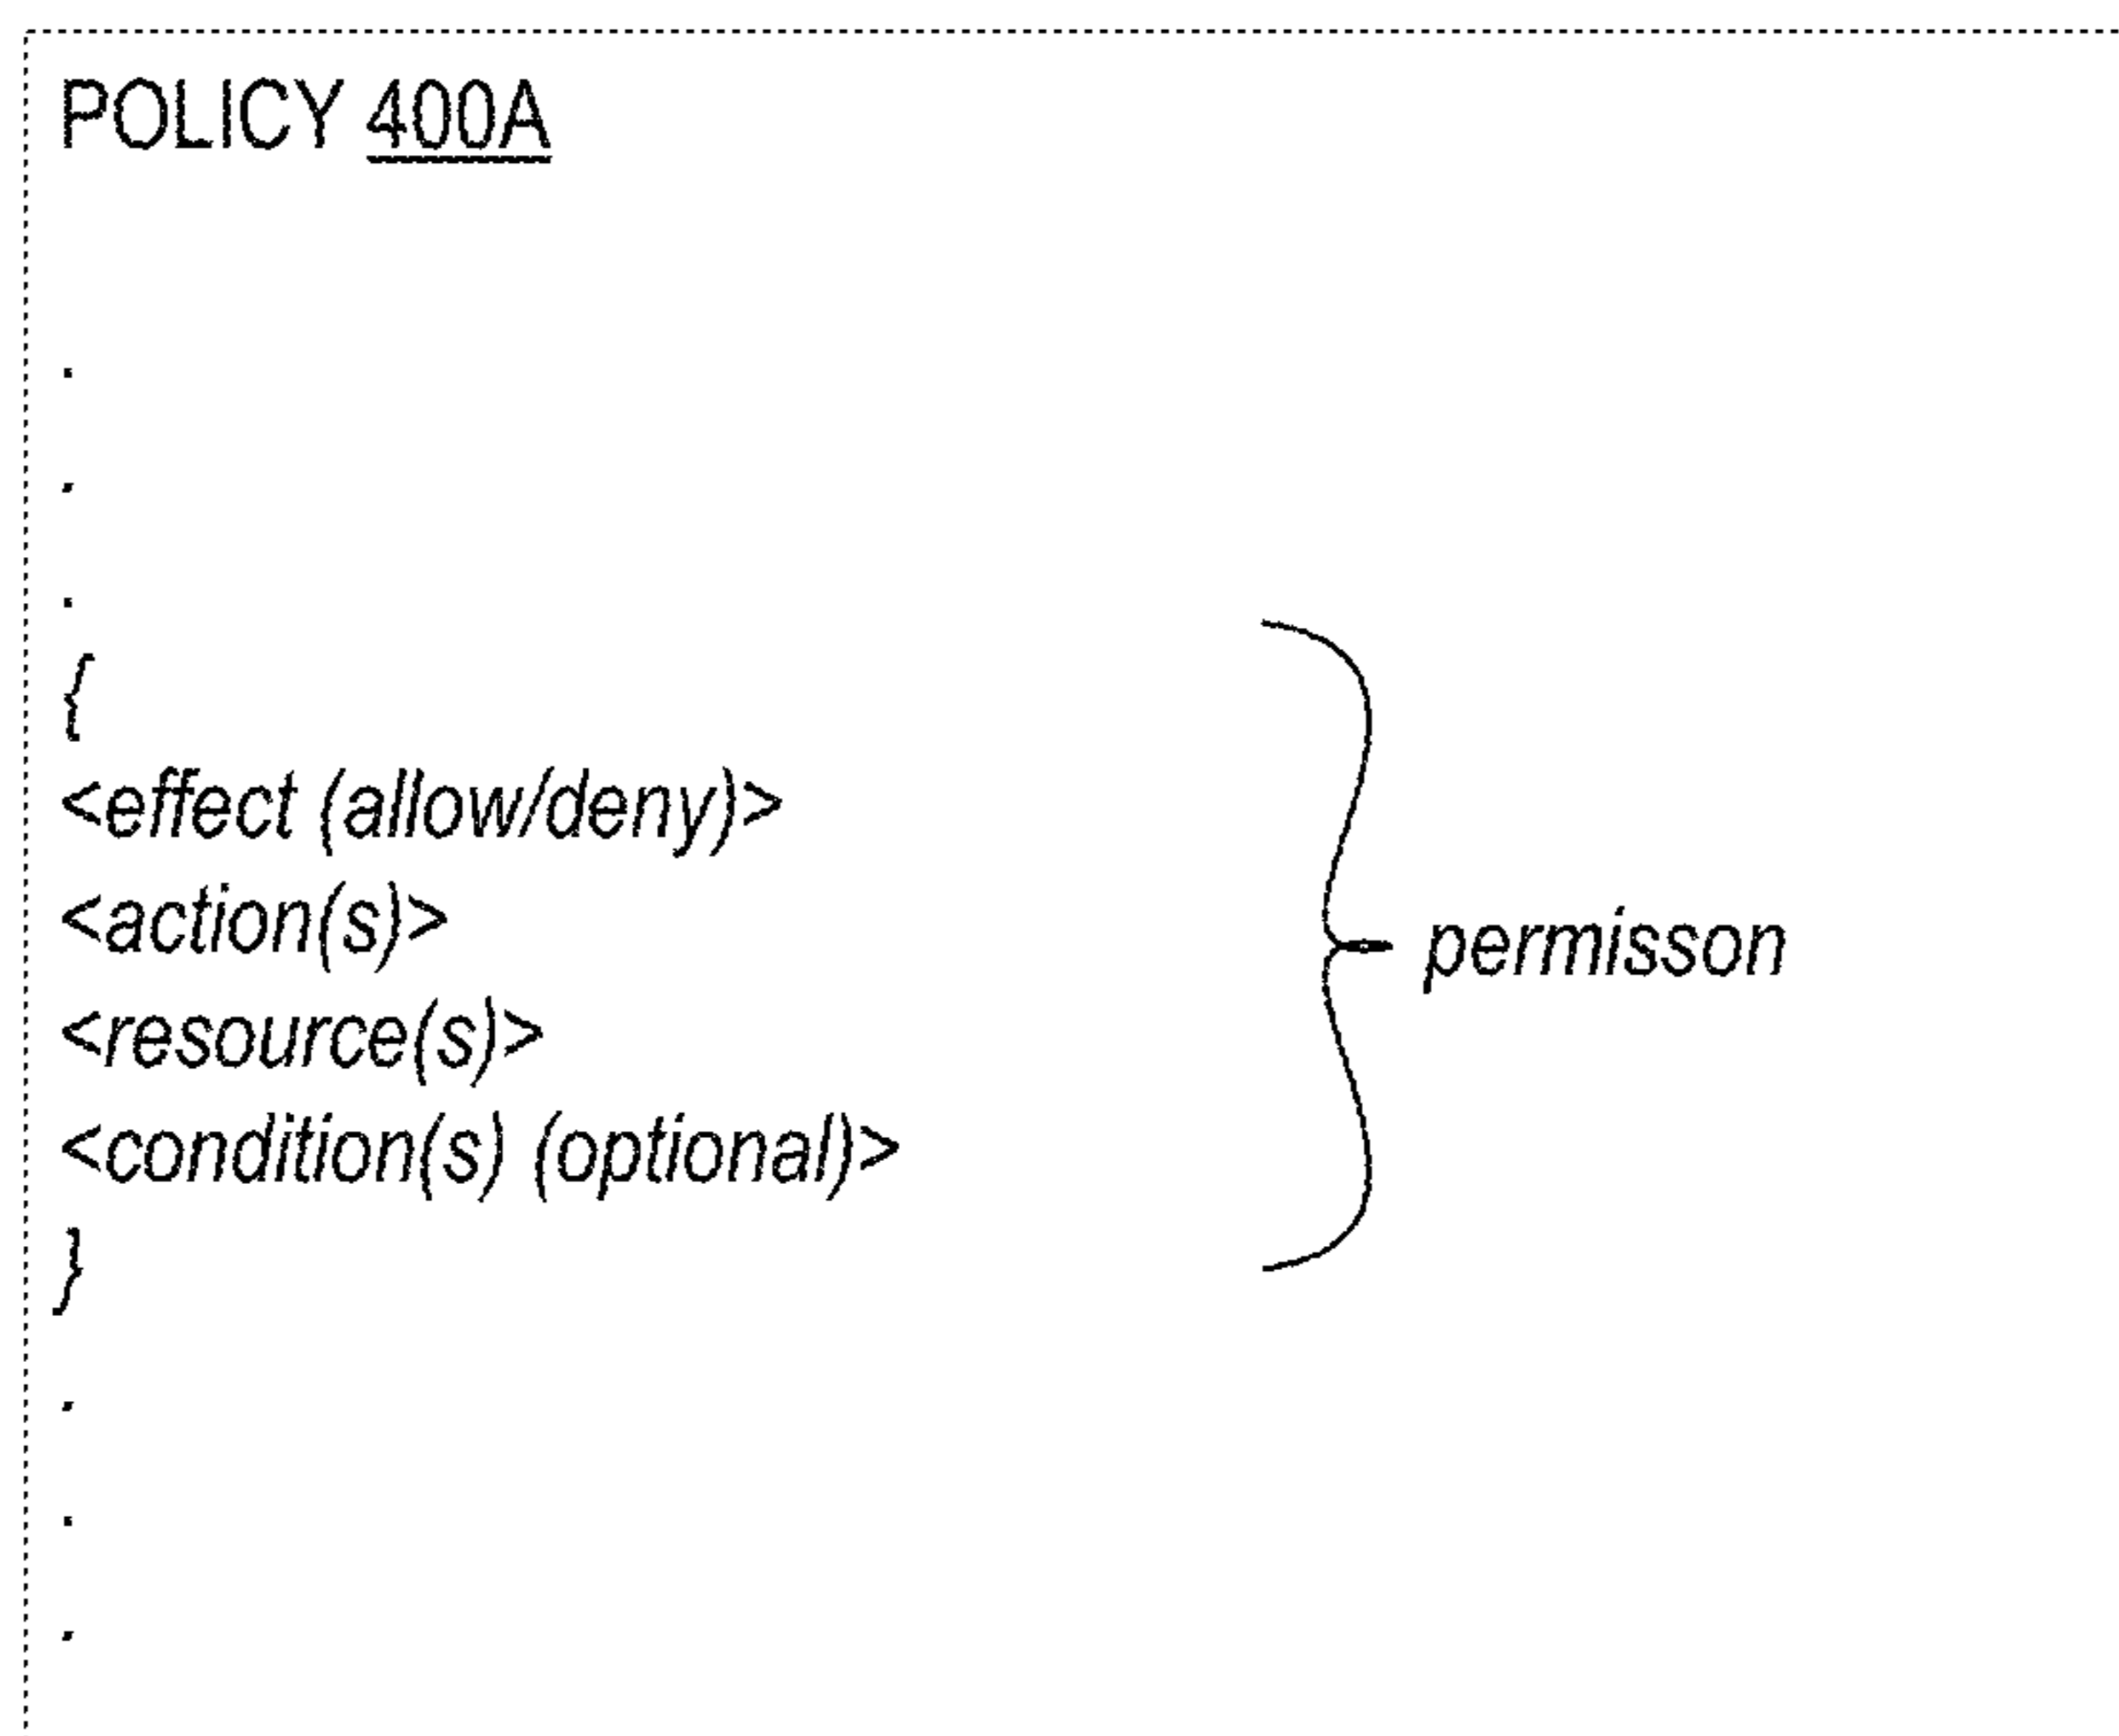 POLICY 400A
.
.
.
{
<effect (allow/deny)>
<action(s)>
<resource(s)>
<condition(s) (optional)>
}
permisson
.
.
.